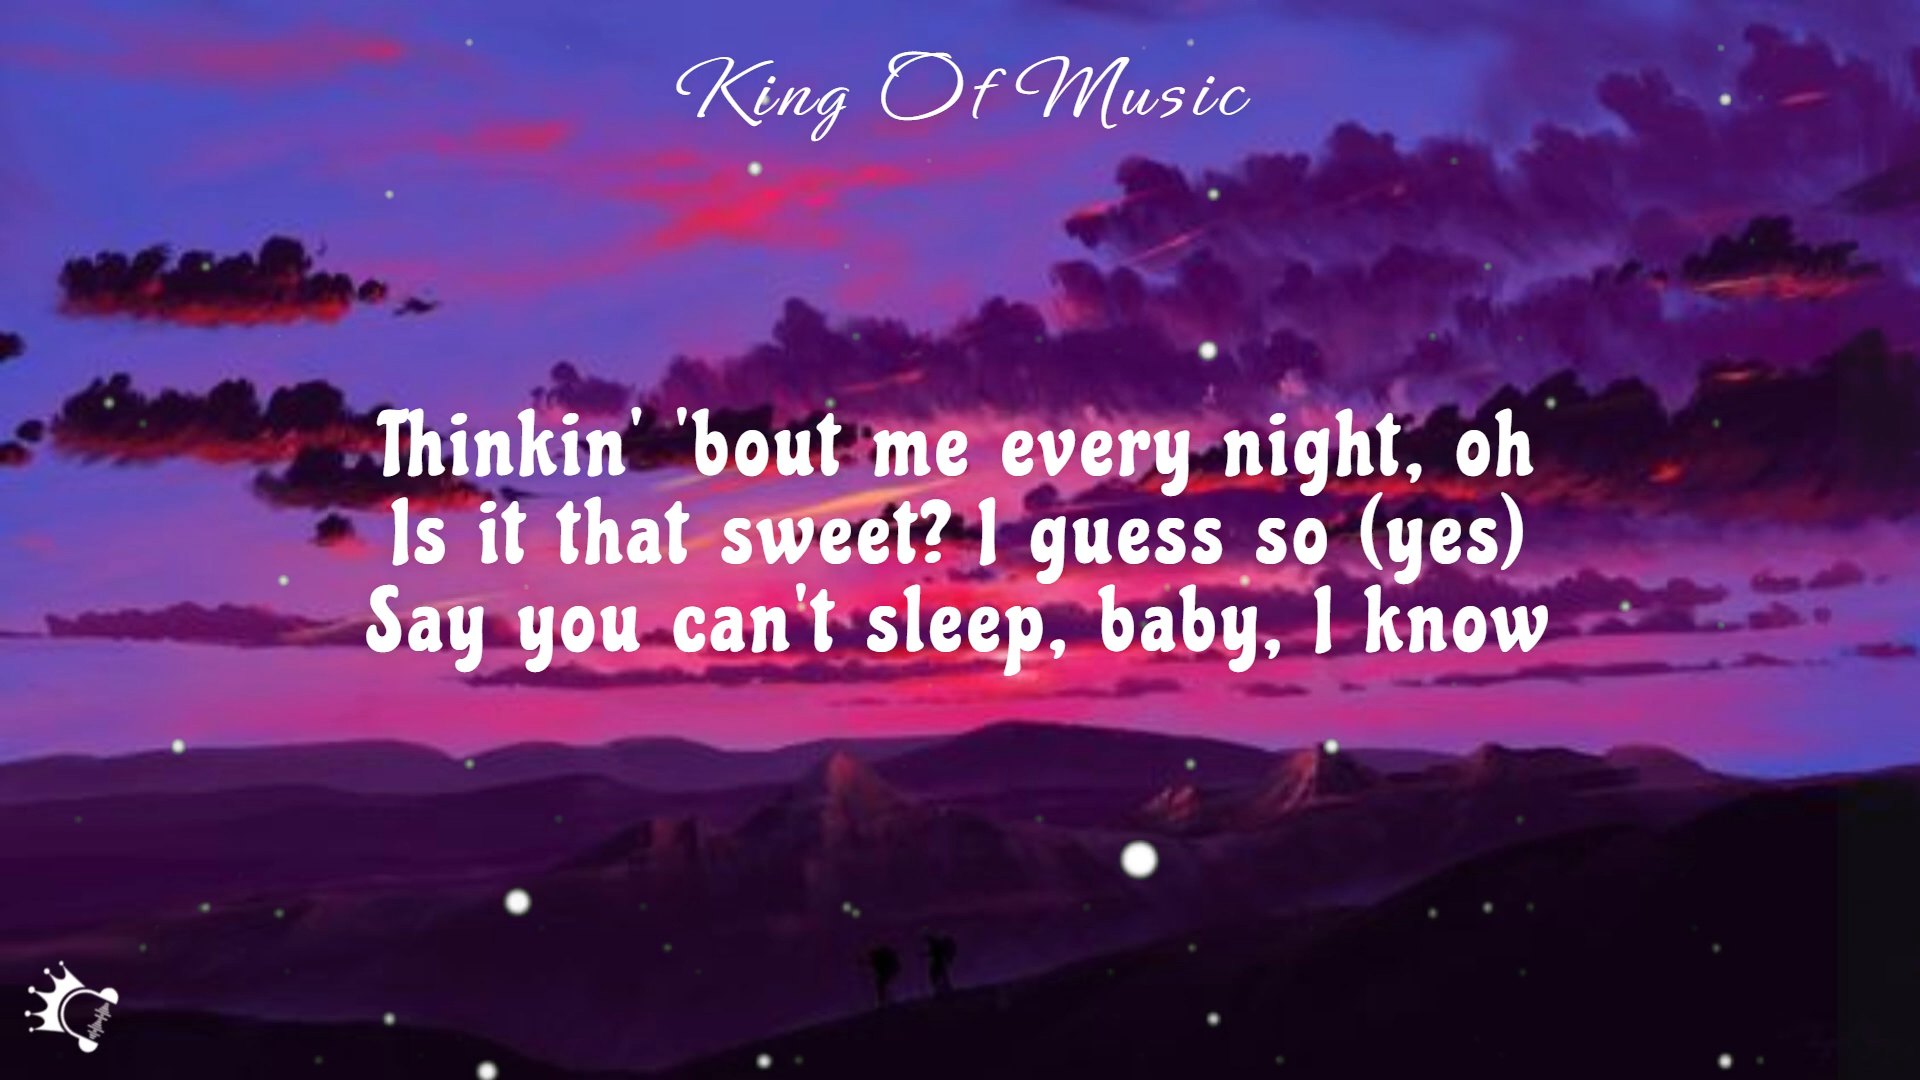 King Of Music
Thinkin' 'bout me every night, oh
Is it that sweet? I guess so (yes)
Say you can't sleep, baby, I know